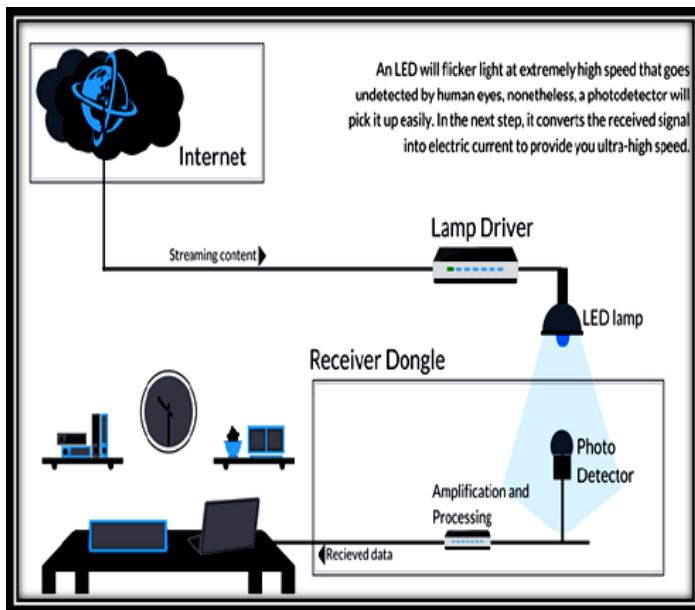 An LED will flicker light at extremely high speed that goes
undetected by human eyes, nonetheless, a photodetector will
pick it up easily. In the next step, it converts the received signal
into electric current to provide you ultra-high speed.
Internet
Lamp Driver
Streaming content
LED lamp
Receiver Dongle
Photo
Detector
Amplification and
Processing
Recieved data